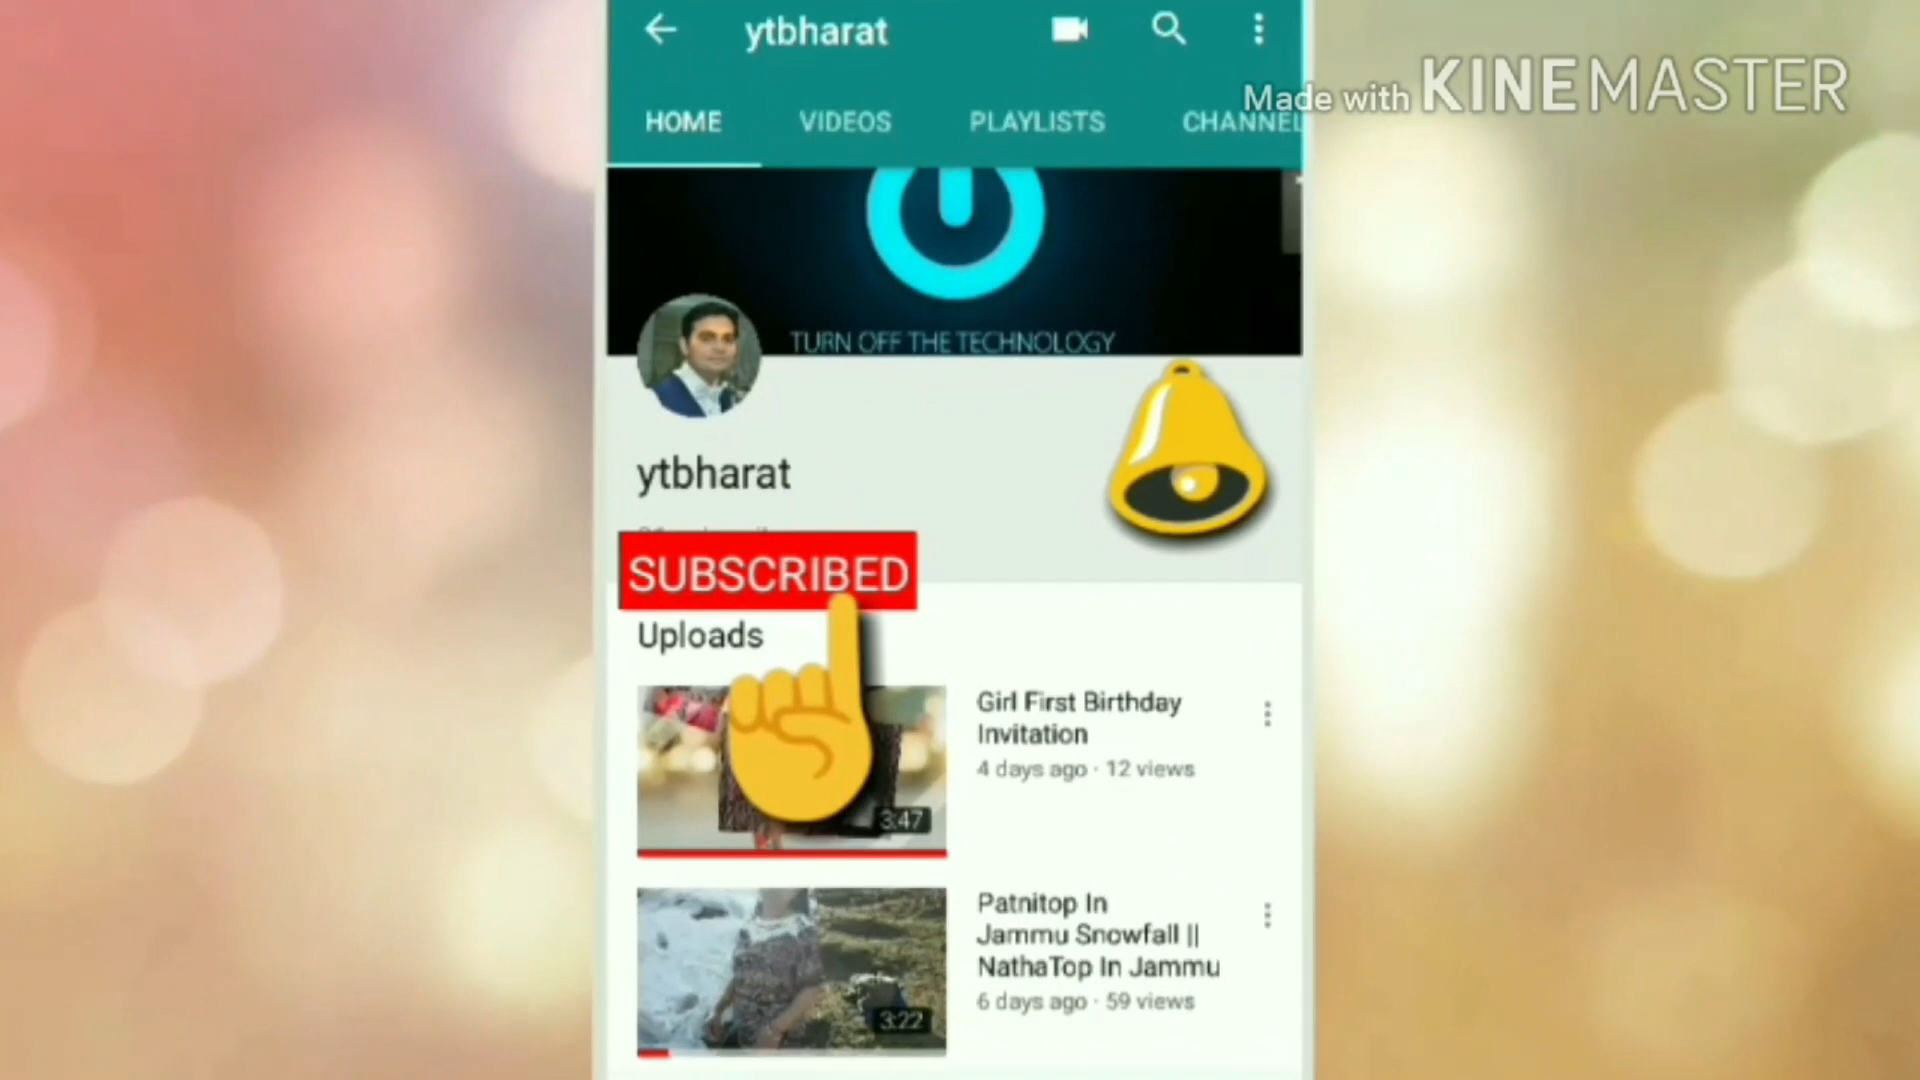 ytbharat
Made with KINEMASTER
HOME VIDEOS PLAYLISTS CHANNEL
TURN OFF THE TECHNOLOGY
ytbharat
SUBSCRIBED
Uploads
Girl First Birthday
Invitation
4 days ago · 12 views
3:47
Patnitop In
Jammu Snowfall ||
NathaTop In Jammu
6 days ago · 59 views
3:22